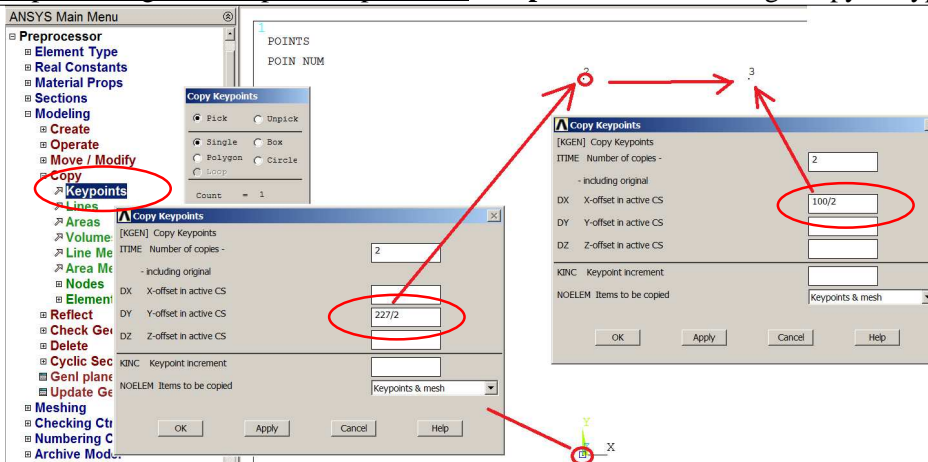 ANSYS Main Menu
Preprocessor
Element Type
Real Constants
Material Props
Sections
Modeling
Create
Operate
Move / Modify
Copy
Keypoints
Lines
Areas
Line Me
Area Me
Nodes
Element
Reflect
Check Ge
Delete
Cyclic Sec
Genl plane
Update Ge
Meshing
Checking Ctr
Numbering C
Archive Model
1
POINTS
POIN NUM
2
3
Y
X
Copy Keypoints
Pick Unpick
Single Box
Polygon Circle
Loop
Count = 1
Copy Keypoints
[KGEN] Copy Keypoints
ITIME Number of copies - 2
- including original
DX X-offset in active CS
DY Y-offset in active CS 227/2
DZ Z-offset in active CS
KINC Keypoint increment
NOELEM Items to be copied Keypoints & mesh
OK Apply Cancel Help
Copy Keypoints
[KGEN] Copy Keypoints
ITIME Number of copies - 2
- including original
DX X-offset in active CS 100/2
DY Y-offset in active CS
DZ Z-offset in active CS
KINC Keypoint increment
NOELEM Items to be copied Keypoints & mesh
OK Apply Cancel Help